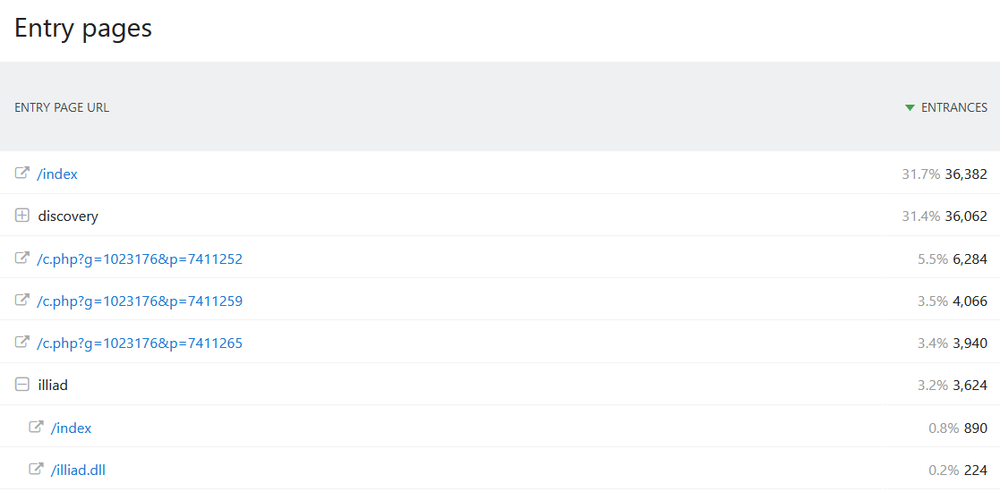 Entry pages
ENTRY PAGE URL ENTRANCES
/index 31.7% 36,382
discovery 31.4% 36,062
/c.php?g=1023176&p=7411252 5.5% 6,284
/c.php?g=1023176&p=7411259 3.5% 4,066
/c.php?g=1023176&p=7411265 3.4% 3,940
illiad 3.2% 3,624
/index 0.8% 890
/illiad.dll 0.2% 224